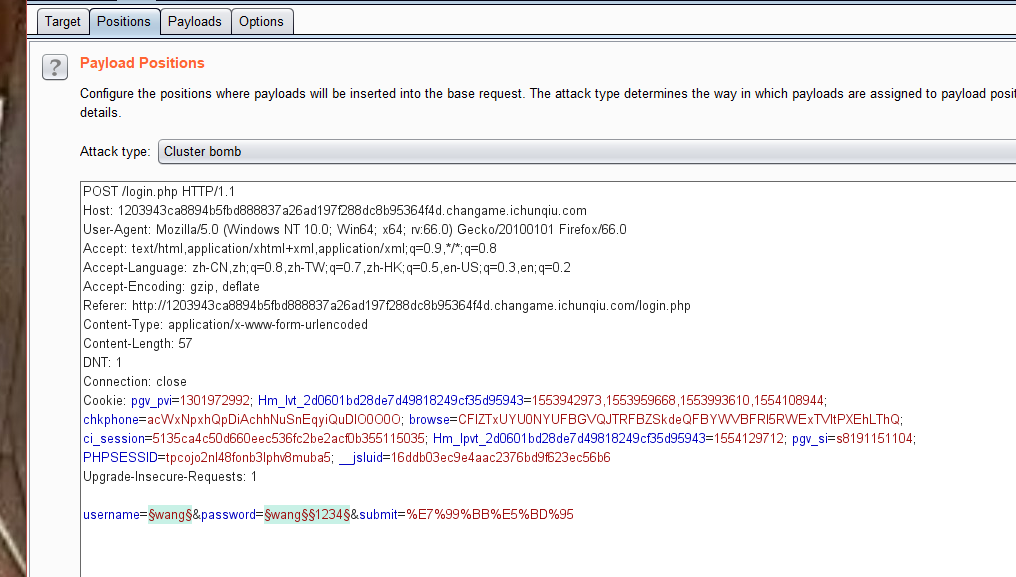 Target Positions Payloads Options
? Payload Positions
Configure the positions where payloads will be inserted into the base request. The attack type determines the way in which payloads are assigned to payload posit
details.
Attack type: Cluster bomb
POST /login.php HTTP/1.1
Host: 1203943ca8894b5fbd888837a26ad197f288dc8b95364f4d.changame.ichunqiu.com
User-Agent: Mozilla/5.0 (Windows NT 10.0; Win64; x64; rv:66.0) Gecko/20100101 Firefox/66.0
Accept: text/html,application/xhtml+xml,application/xml;q=0.9,*/*;q=0.8
Accept-Language: zh-CN,zh;q=0.8,zh-TW;q=0.7,zh-HK;q=0.5,en-US;q=0.3,en;q=0.2
Accept-Encoding: gzip, deflate
Referer: http://1203943ca8894b5fbd888837a26ad197f288dc8b95364f4d.changame.ichunqiu.com/login.php
Content-Type: application/x-www-form-urlencoded
Content-Length: 57
DNT: 1
Connection: close
Cookie: pgv_pvi=1301972992; Hm_lvt_2d0601bd28de7d49818249cf35d95943=1553942973,1553959668,1553993610,1554108944;
chkphone=acWxNpxhQpDiAchhNuSnEqyiQuDIO0O0O; browse=CFlZTxUYU0NYUFBGVQJTRFBZSkdeQFBYWVBFRl5RWExTVltPXEhLThQ;
ci_session=5135ca4c50d660eec536fc2be2acf0b355115035; Hm_lpvt_2d0601bd28de7d49818249cf35d95943=1554129712; pgv_si=s8191151104;
PHPSESSID=tpcojo2nl48fonb3lphv8muba5; __jsluid=16ddb03ec9e4aac2376bd9f623ec56b6
Upgrade-Insecure-Requests: 1
username=§wang§&password=§wang§§1234§&submit=%E7%99%BB%E5%BD%95